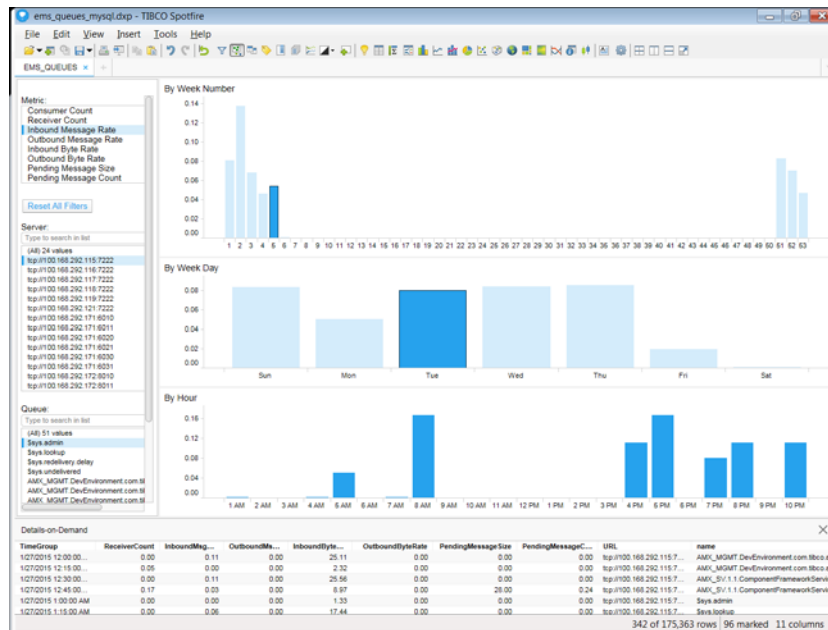 ems_queues_mysql.dxp - TIBCO Spotfire
File Edit View Insert Tools Help
EMS_QUEUES
Metric:
Consumer Count
Receiver Count
Inbound Message Rate
Outbound Message Rate
Inbound Byte Rate
Outbound Byte Rate
Pending Message Size
Pending Message Count
Reset All Filters
Server:
Type to search in list
(All) 24 values
tcp://100.168.292.115:7222
tcp://100.168.292.116:7222
tcp://100.168.292.117:7222
tcp://100.168.292.118:7222
tcp://100.168.292.119:7222
tcp://100.168.292.121:7222
tcp://100.168.292.171:6010
tcp://100.168.292.171:6011
tcp://100.168.292.171:6020
tcp://100.168.292.171:6021
tcp://100.168.292.171:6030
tcp://100.168.292.171:6031
tcp://100.168.292.172:8010
tcp://100.168.292.172:8011
Queue:
Type to search in list
(All) 51 values
$sys.admin
$sys.lookup
$sys.redelivery.delay
$sys.undelivered
AMX_MGMT.DevEnvironment.com.til
AMX_MGMT.DevEnvironment.com.til
AMX_MGMT.DevEnvironment.com.til
By Week Number
0.14
0.12
0.10
0.08
0.06
0.04
0.02
0.00
1 2 3 4 5 6 7 8 9 10 11 12 13 14 15 16 17 18 19 20 21 22 23 24 25 26 27 28 29 30 31 32 33 34 35 36 37 38 39 40 41 42 43 44 45 46 47 48 49 50 51 52 53
By Week Day
0.08
0.06
0.04
0.02
0.00
Sun Mon Tue Wed Thu Fri Sat
By Hour
0.16
0.12
0.08
0.04
0.00
1 AM 2 AM 3 AM 4 AM 5 AM 6 AM 7 AM 8 AM 9 AM 10 AM 11 AM 12 PM 1 PM 2 PM 3 PM 4 PM 5 PM 6 PM 7 PM 8 PM 9 PM 10 PM
Details-on-Demand
TimeGroup ReceiverCount InboundMsg... OutboundMs... InboundByte... OutboundByteRate PendingMessageSize PendingMessageC... URL name
1/27/2015 12:00:00... 0.00 0.11 0.00 25.11 0.00 0.00 0.00 tcp://100.168.292.115:7... AMX_MGMT.DevEnvironment.com.tibco.a
1/27/2015 12:15:00... 0.05 0.00 0.00 2.32 0.00 0.00 0.00 tcp://100.168.292.115:7... AMX_MGMT.DevEnvironment.com.tibco.a
1/27/2015 12:30:00... 0.00 0.11 0.00 25.56 0.00 0.00 0.00 tcp://100.168.292.115:7... AMX_SV.1.1.ComponentFrameworkServi
1/27/2015 12:45:00... 0.17 0.03 0.00 8.97 0.00 26.00 0.24 tcp://100.168.292.115:7... AMX_SV.1.1.ComponentFrameworkServi
1/27/2015 1:00:00 AM 0.00 0.00 0.00 1.33 0.00 0.00 0.00 tcp://100.168.292.115:7... $sys.admin
1/27/2015 1:15:00 AM 0.00 0.06 0.00 17.44 0.00 0.00 0.00 tcp://100.168.292.115:7... $sys.lookup
342 of 175,363 rows 96 marked 11 columns